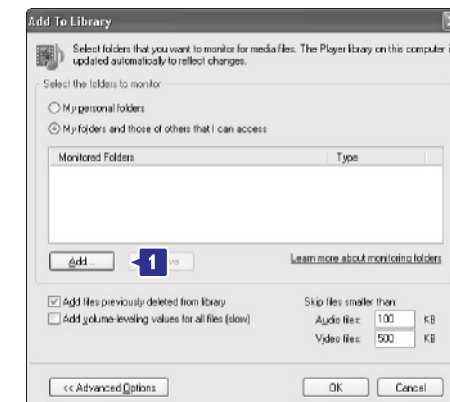 Add To Library
Select folders that you want to monitor for media files. The Player library on this computer
updated automatically to reflect changes.
Select the folders to monitor
My personal folders
My folders and those of others that I can access
Monitored Folders Type
Add...
1
Learn more about monitoring folders
Add files previously deleted from library
Add volume-leveling values for all files (slow)
Skip files smaller than:
Audio files: 100 KB
Video files: 500 KB
<< Advanced Options
OK Cancel